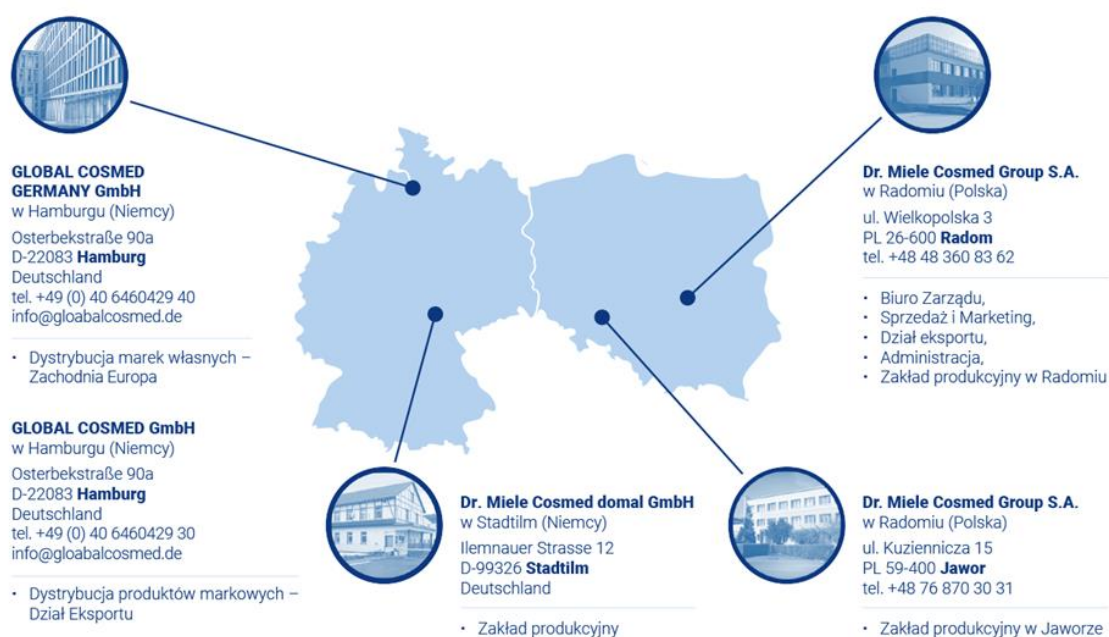 GLOBAL COSMED
GERMANY GmbH
w Hamburgu (Niemcy)
Osterbekstraße 90a
D-22083 Hamburg
Deutschland
tel. +49 (0) 40 6460429 40
info@gloabalcosmed.de
• Dystrybucja marek własnych –
Zachodnia Europa
GLOBAL COSMED GmbH
w Hamburgu (Niemcy)
Osterbekstraße 90a
D-22083 Hamburg
Deutschland
tel. +49 (0) 40 6460429 30
info@gloabalcosmed.de
• Dystrybucja produktów markowych –
Dział Eksportu
Dr. Miele Cosmed domal GmbH
w Stadtilm (Niemcy)
Ilemnauer Strasse 12
D-99326 Stadtilm
Deutschland
• Zakład produkcyjny
Dr. Miele Cosmed Group S.A.
w Radomiu (Polska)
ul. Wielkopolska 3
PL 26-600 Radom
tel. +48 48 360 83 62
• Biuro Zarządu,
• Sprzedaż i Marketing,
• Dział eksportu,
• Administracja,
• Zakład produkcyjny w Radomiu
Dr. Miele Cosmed Group S.A.
w Radomiu (Polska)
ul. Kuziennicza 15
PL 59-400 Jawor
tel. +48 76 870 30 31
• Zakład produkcyjny w Jaworze